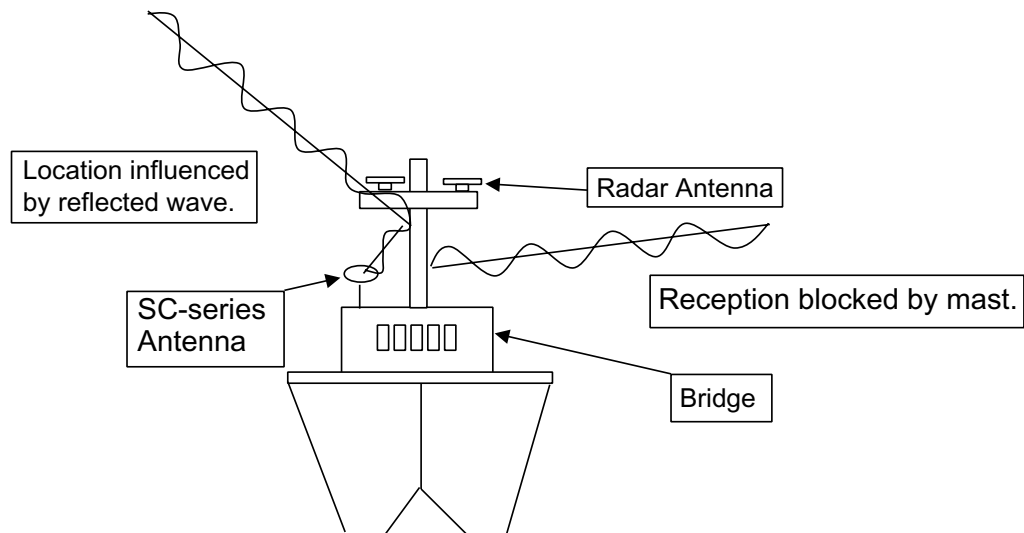 Location influenced
by reflected wave.
Radar Antenna
SC-series
Antenna
Reception blocked by mast.
Bridge